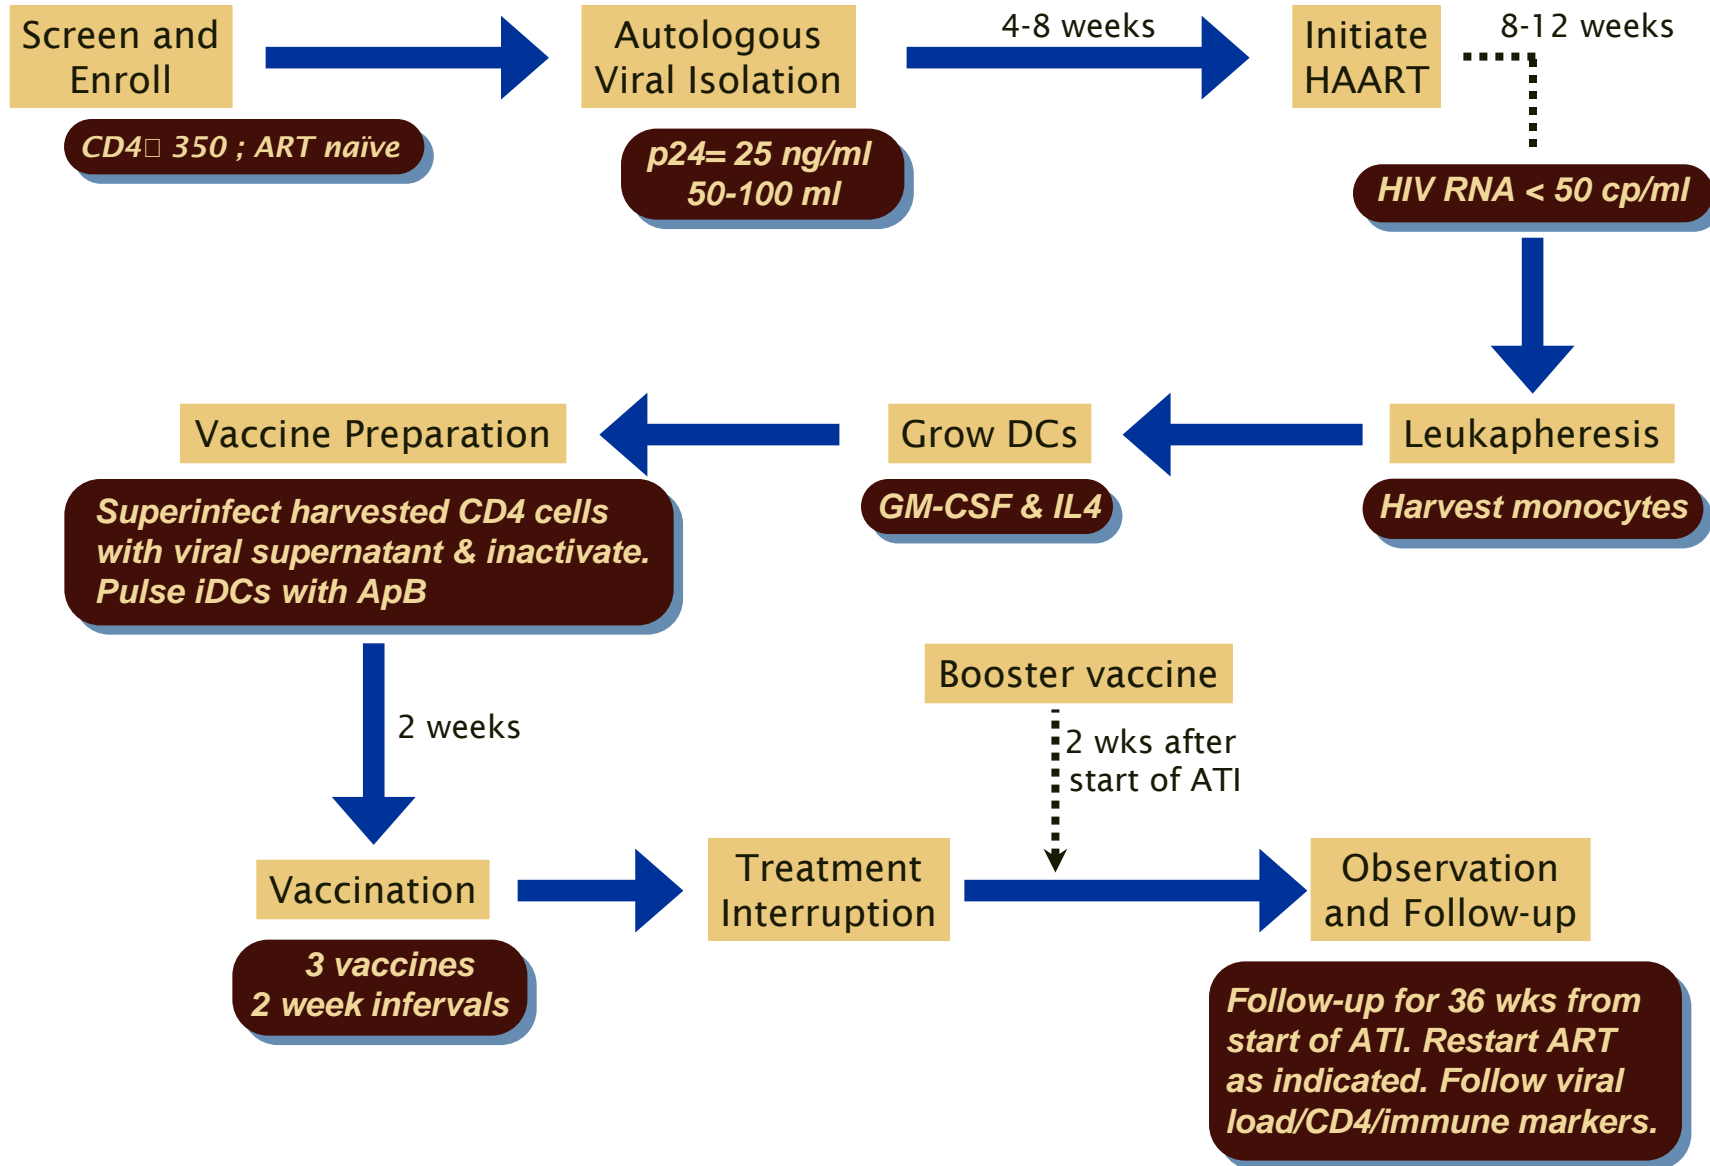 Screen and
Enroll
CD4□ 350 ; ART naïve
Autologous
Viral Isolation
p24= 25 ng/ml
50-100 ml
4-8 weeks
Initiate
HAART
8-12 weeks
HIV RNA < 50 cp/ml
Leukapheresis
Harvest monocytes
Grow DCs
GM-CSF & IL4
Vaccine Preparation
Superinfect harvested CD4 cells
with viral supernatant & inactivate.
Pulse iDCs with ApB
2 weeks
Vaccination
3 vaccines
2 week infervals
Treatment
Interruption
Booster vaccine
2 wks after
start of ATI
Observation
and Follow-up
Follow-up for 36 wks from
start of ATI. Restart ART
as indicated. Follow viral
load/CD4/immune markers.